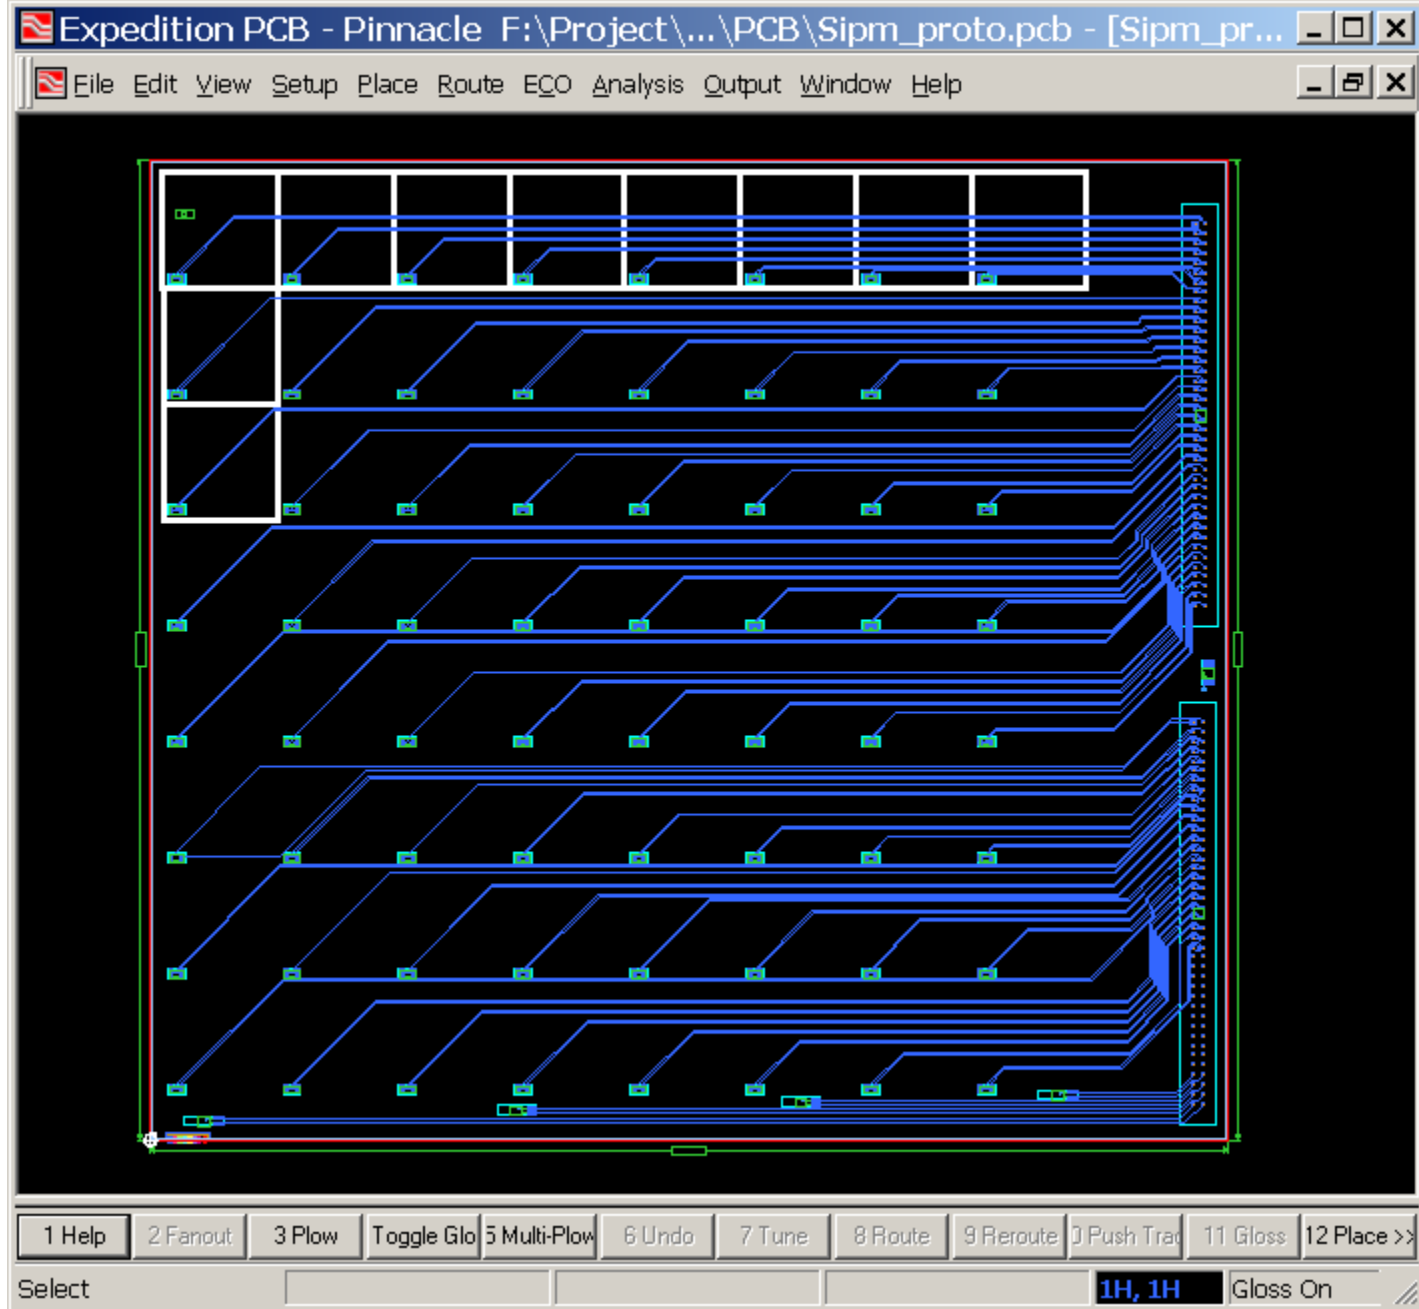 Expedition PCB - Pinnacle F:\Project\...\PCB\Sipm_proto.pcb - [Sipm_pr...
File Edit View Setup Place Route ECO Analysis Output Window Help
1 Help 2 Fanout 3 Plow Toggle Glo 5 Multi-Plow 6 Undo 7 Tune 8 Route 9 Reroute Push Trac 11 Gloss 12 Place >>
Select 1H, 1H Gloss On